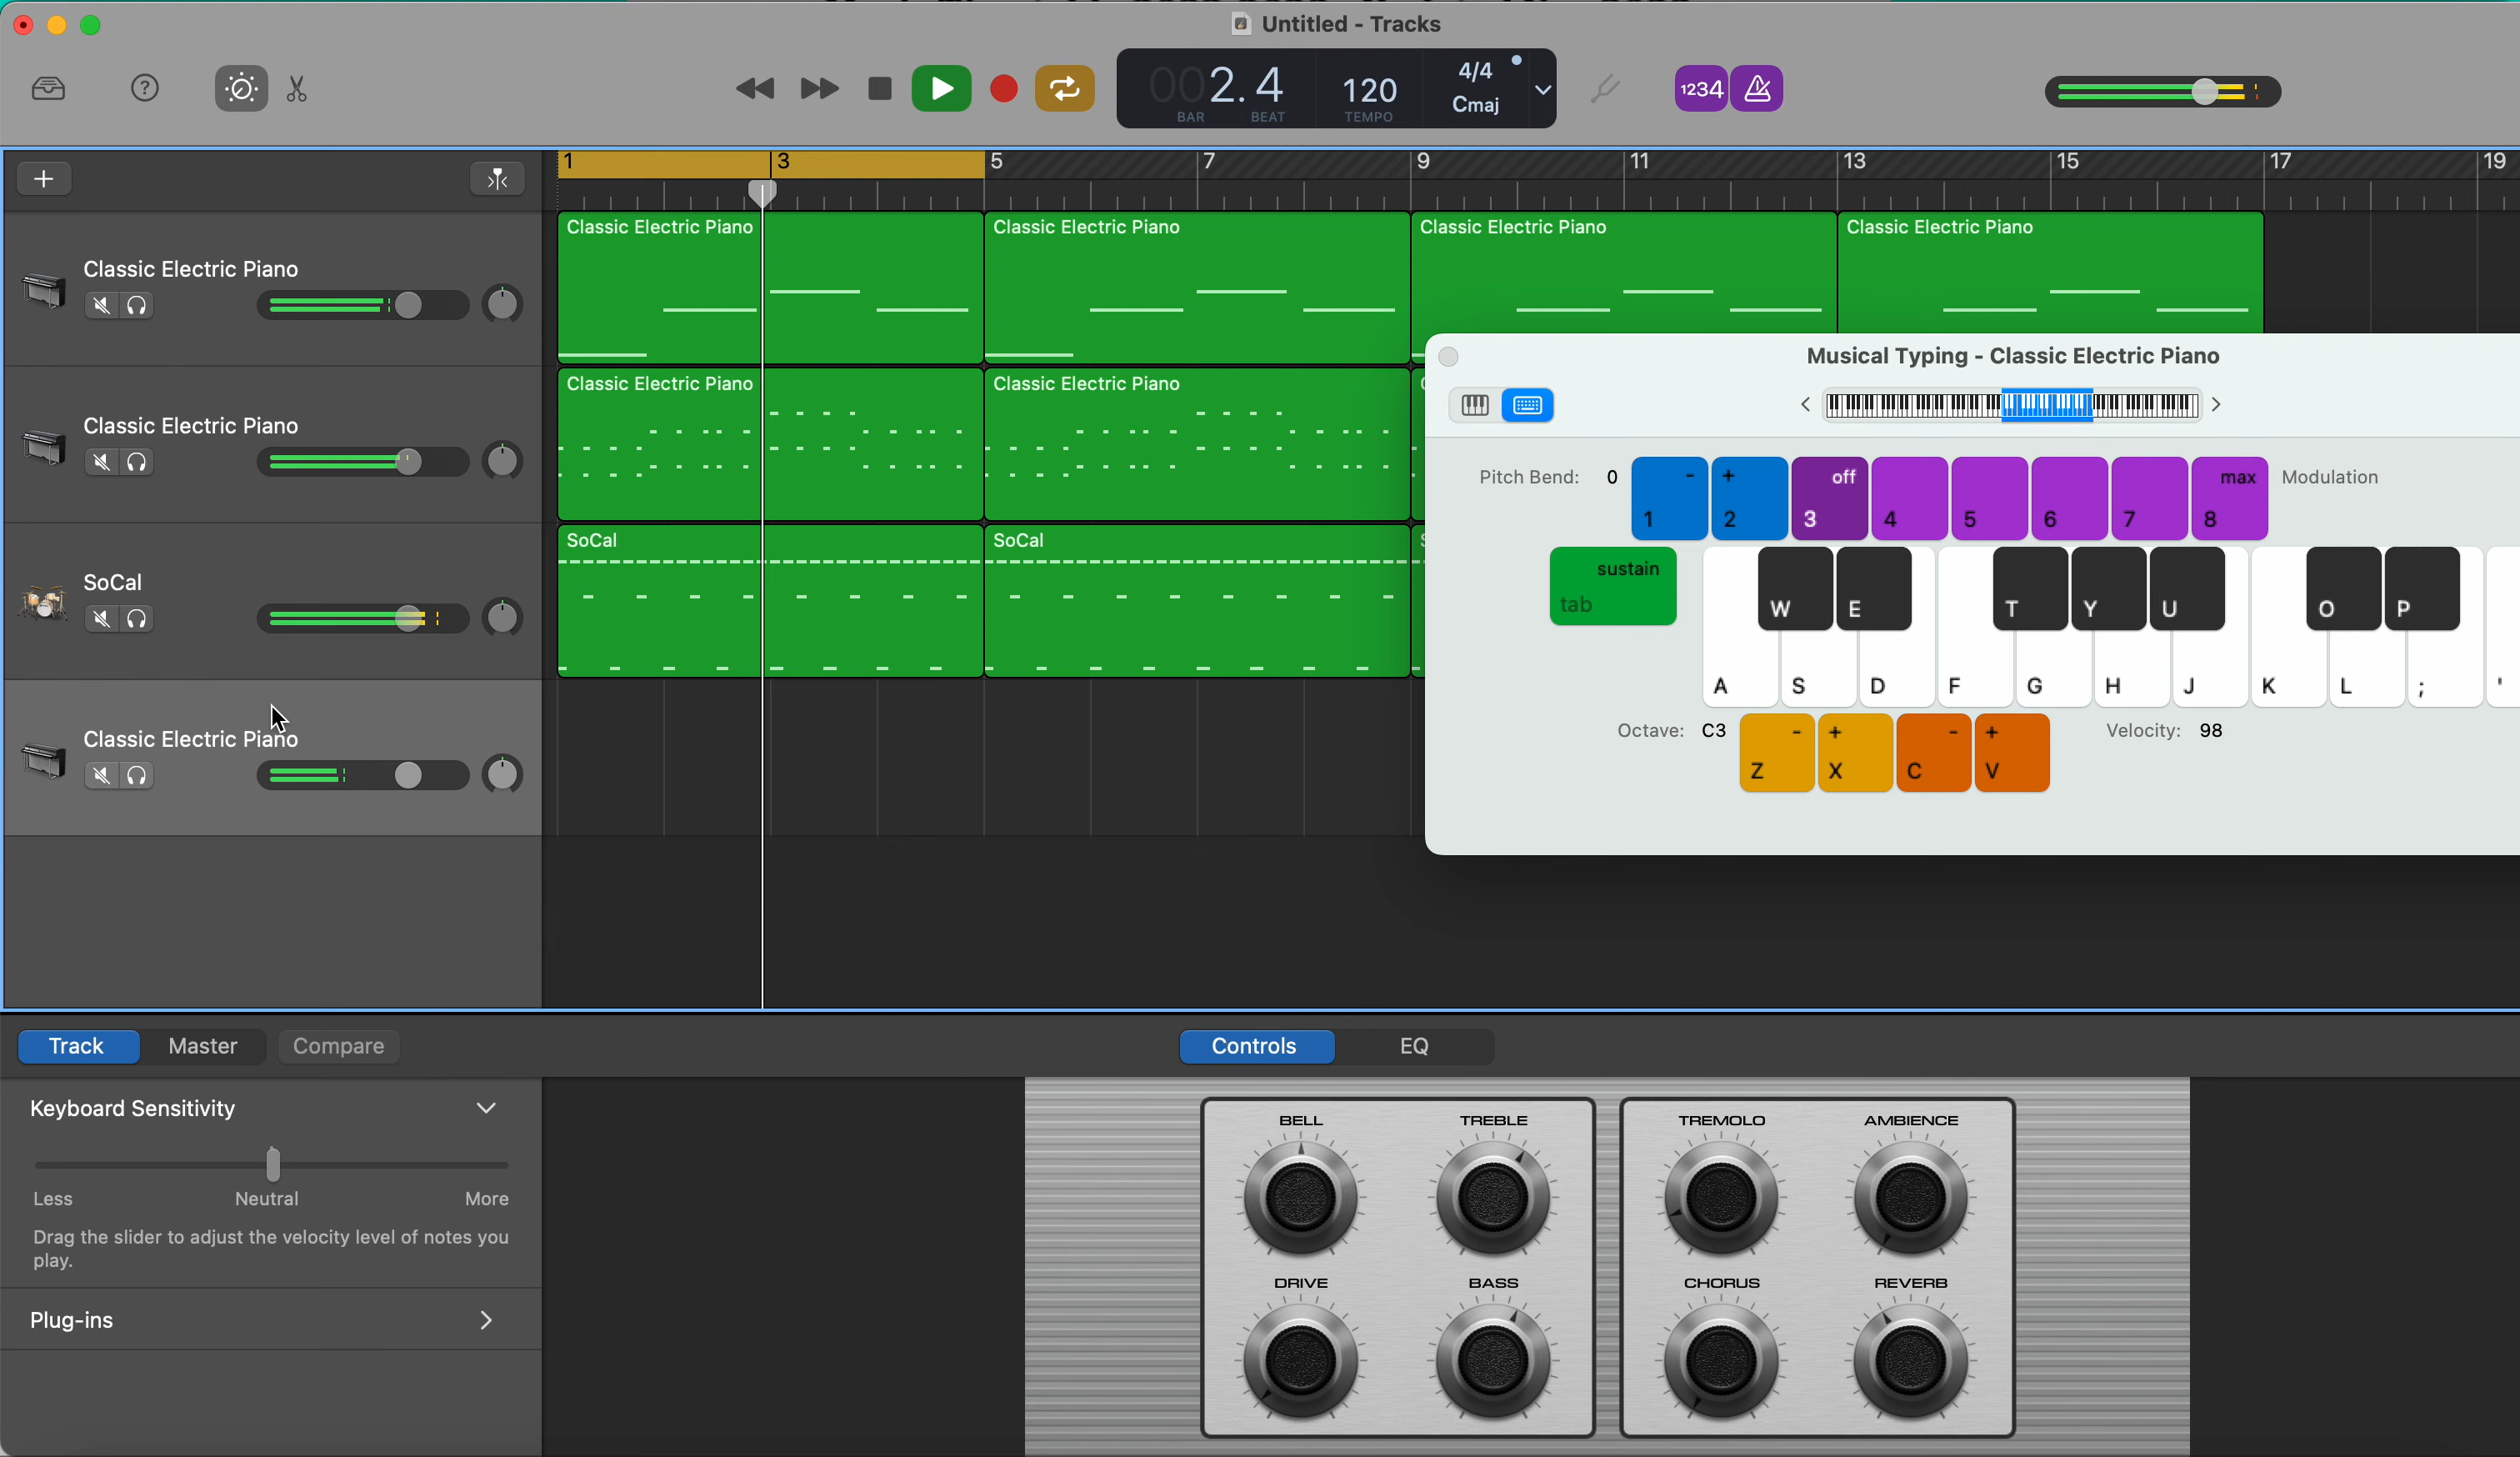 Untitled - Tracks
002.4
BAR BEAT
120
TEMPO
4/4
Cmaj
1234
1 3 5 7 9 11 13 15 17 19
Classic Electric Piano
Classic Electric Piano Classic Electric Piano Classic Electric Piano Classic Electric Piano
Classic Electric Piano
Classic Electric Piano Classic Electric Piano
SoCal
SoCal SoCal
Classic Electric Piano
Musical Typing - Classic Electric Piano
Pitch Bend: 0
- + off max Modulation
1 2 3 4 5 6 7 8
sustain
tab
W E T Y U O P
A S D F G H J K L ; '
Octave: C3
- + - +
Z X C V
Velocity: 98
Track Master Compare
Controls EQ
Keyboard Sensitivity
Less Neutral More
Drag the slider to adjust the velocity level of notes you
play.
Plug-ins
BELL TREBLE TREMOLO AMBIENCE
DRIVE BASS CHORUS REVERB